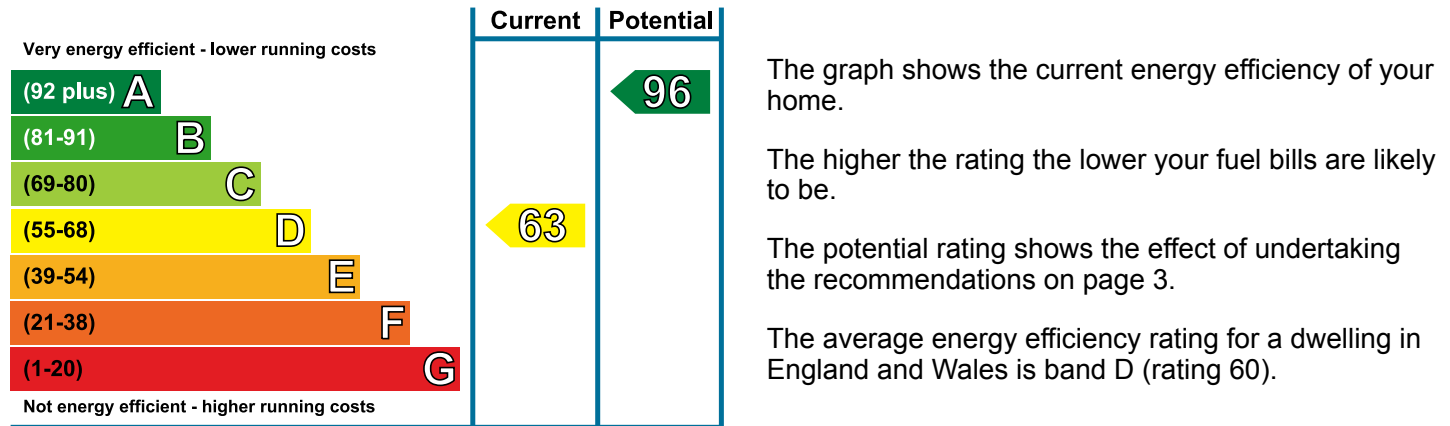 Current Potential
Very energy efficient - lower running costs
(92 plus) A
96
(81-91) B
(69-80) C
(55-68) D
63
(39-54) E
(21-38) F
(1-20) G
Not energy efficient - higher running costs
The graph shows the current energy efficiency of your
home.
The higher the rating the lower your fuel bills are likely
to be.
The potential rating shows the effect of undertaking
the recommendations on page 3.
The average energy efficiency rating for a dwelling in
England and Wales is band D (rating 60).